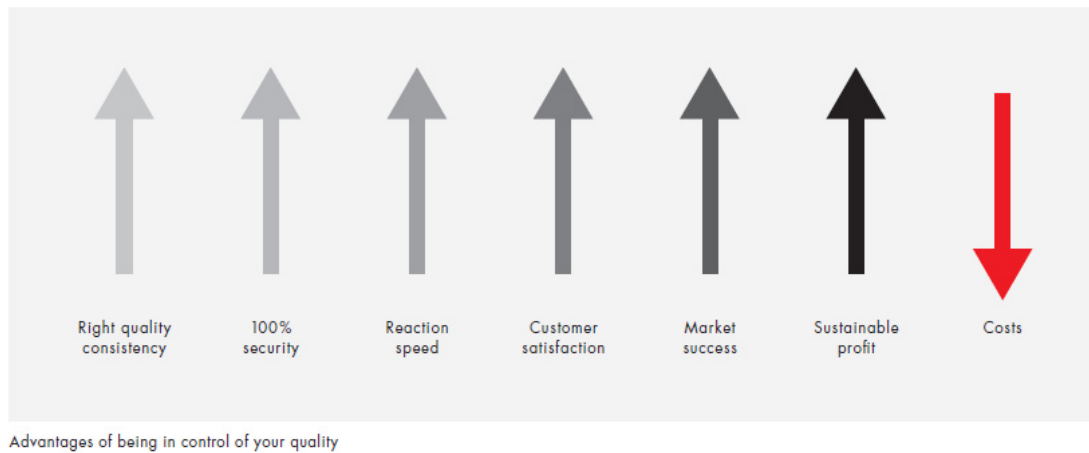 Right quality
consistency
100%
security
Reaction
speed
Customer
satisfaction
Market
success
Sustainable
profit
Costs
Advantages of being in control of your quality